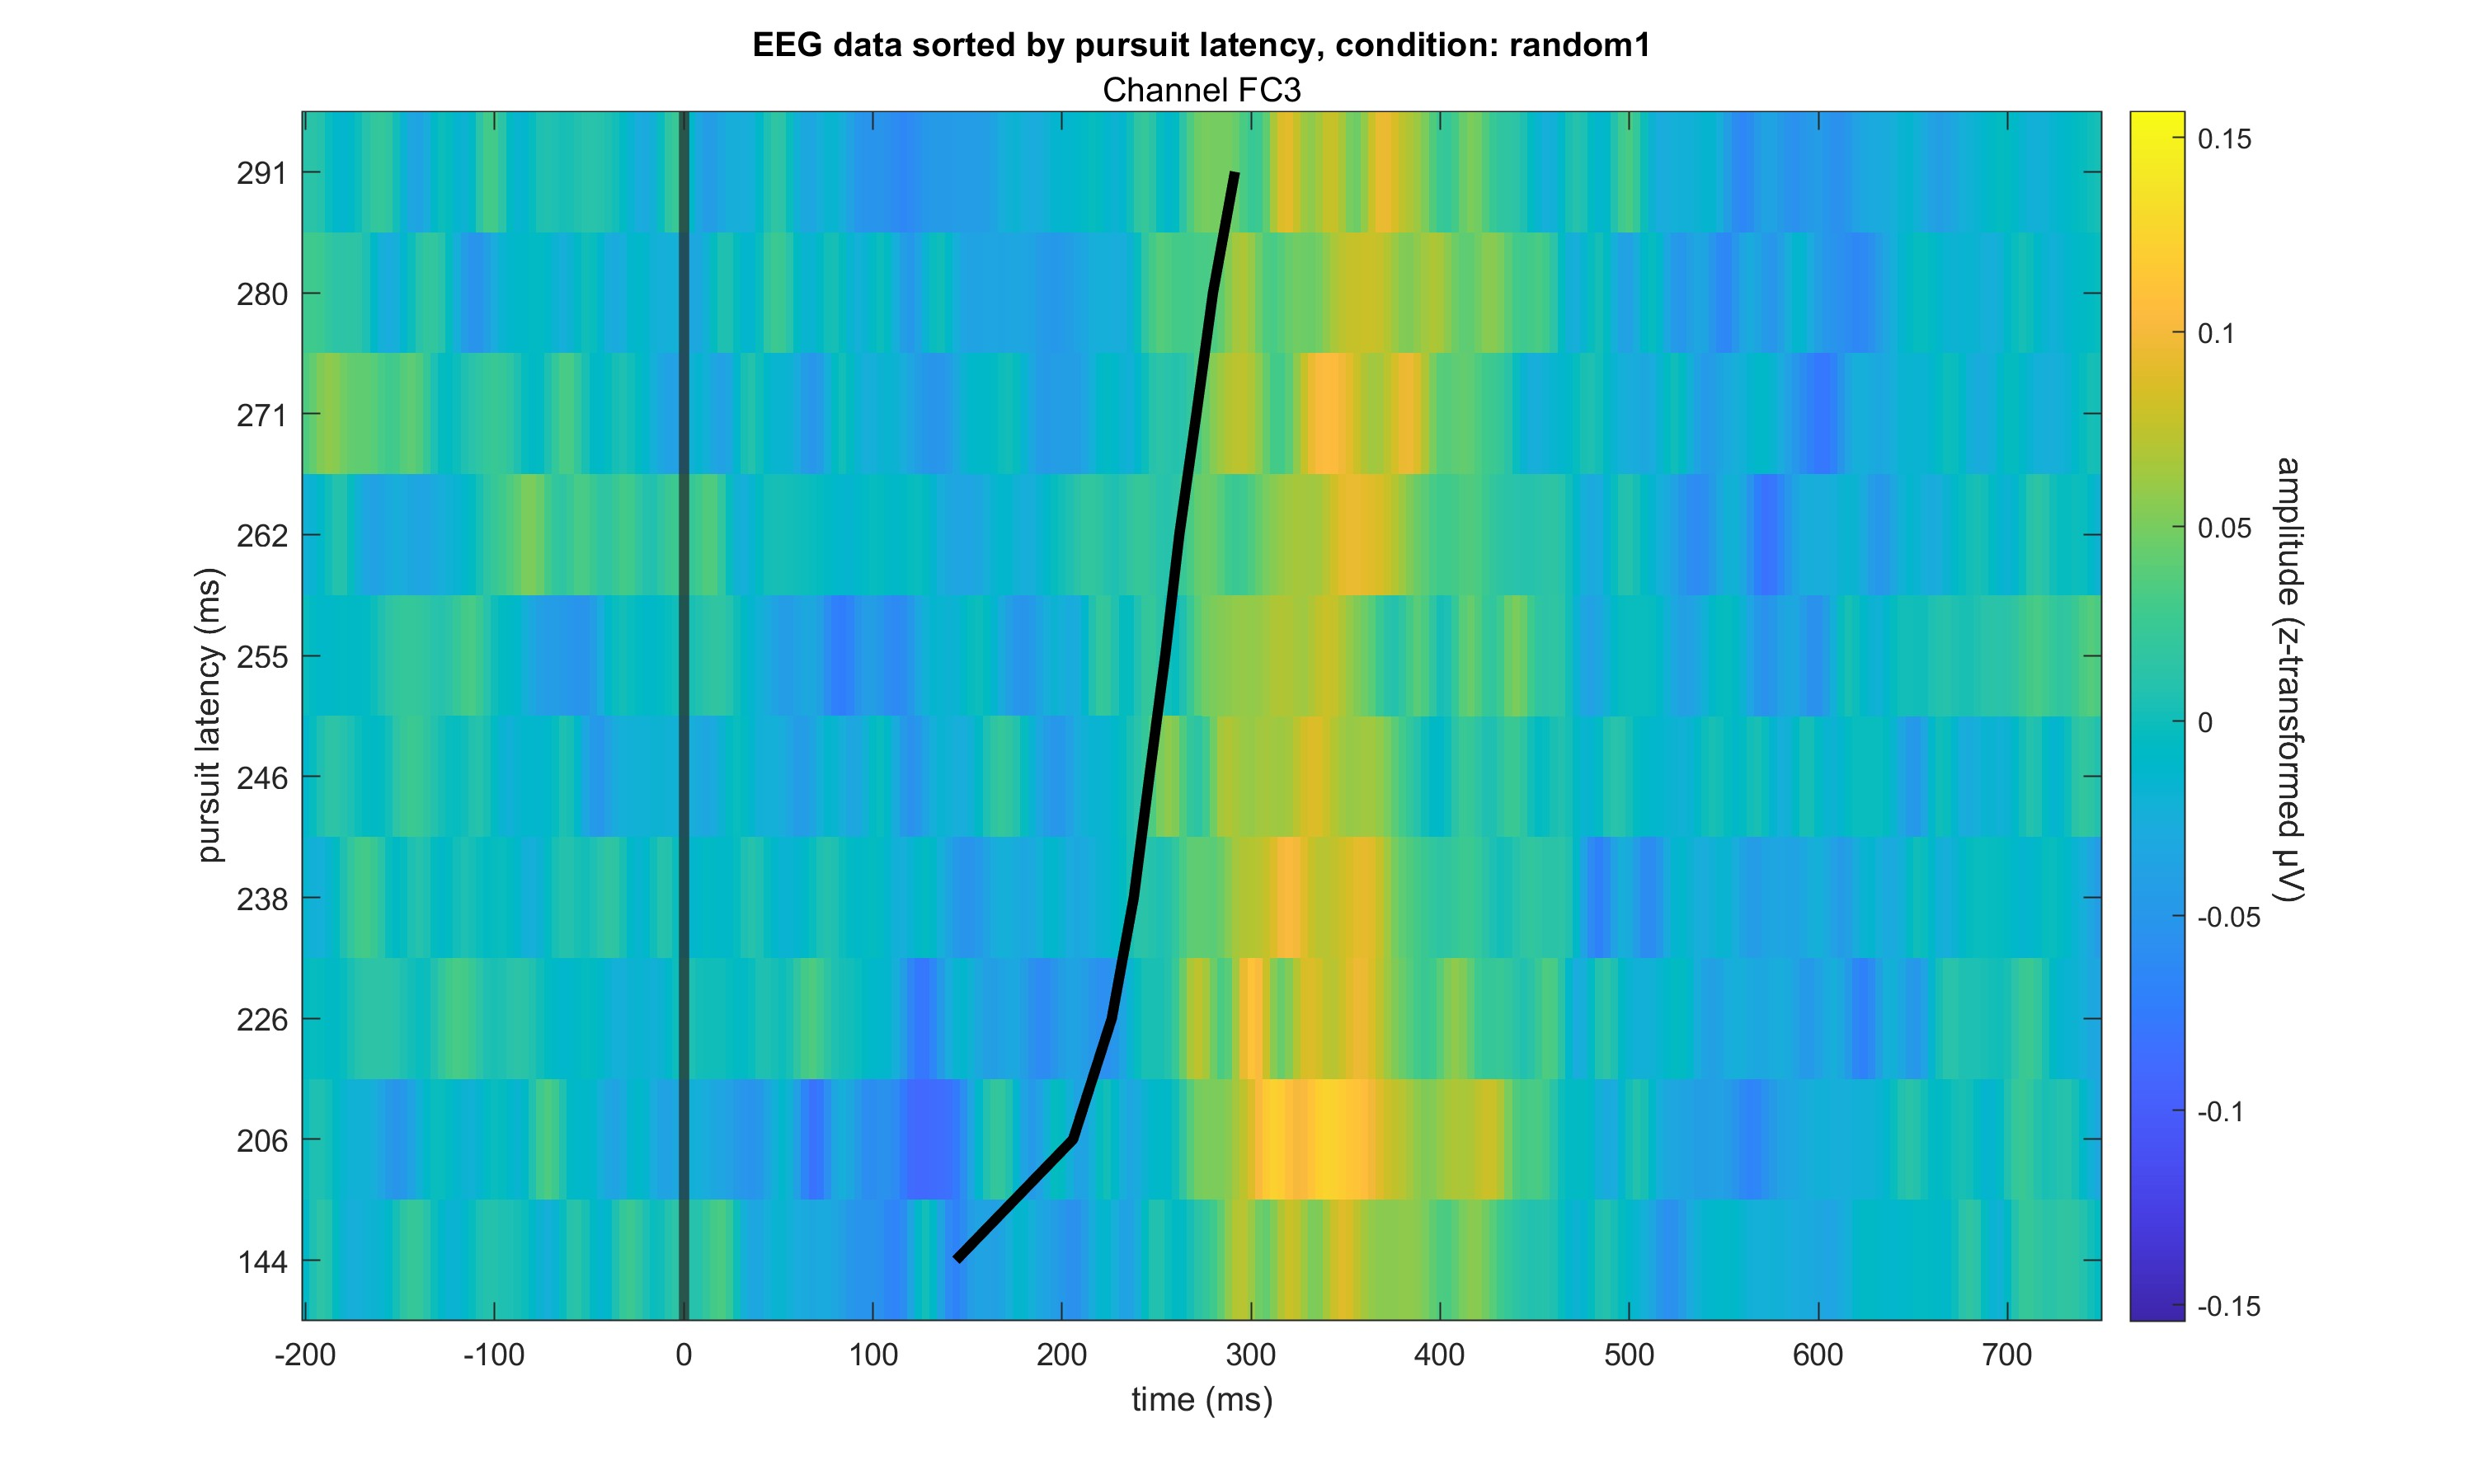 EEG data sorted by pursuit latency, condition: random1
Channel FC3
pursuit latency (ms)
291
280
271
262
255
246
238
226
206
144
-200 -100 0 100 200 300 400 500 600 700
time (ms)
0.15
0.1
0.05
0
-0.05
-0.1
-0.15
amplitude (z-transformed µV)